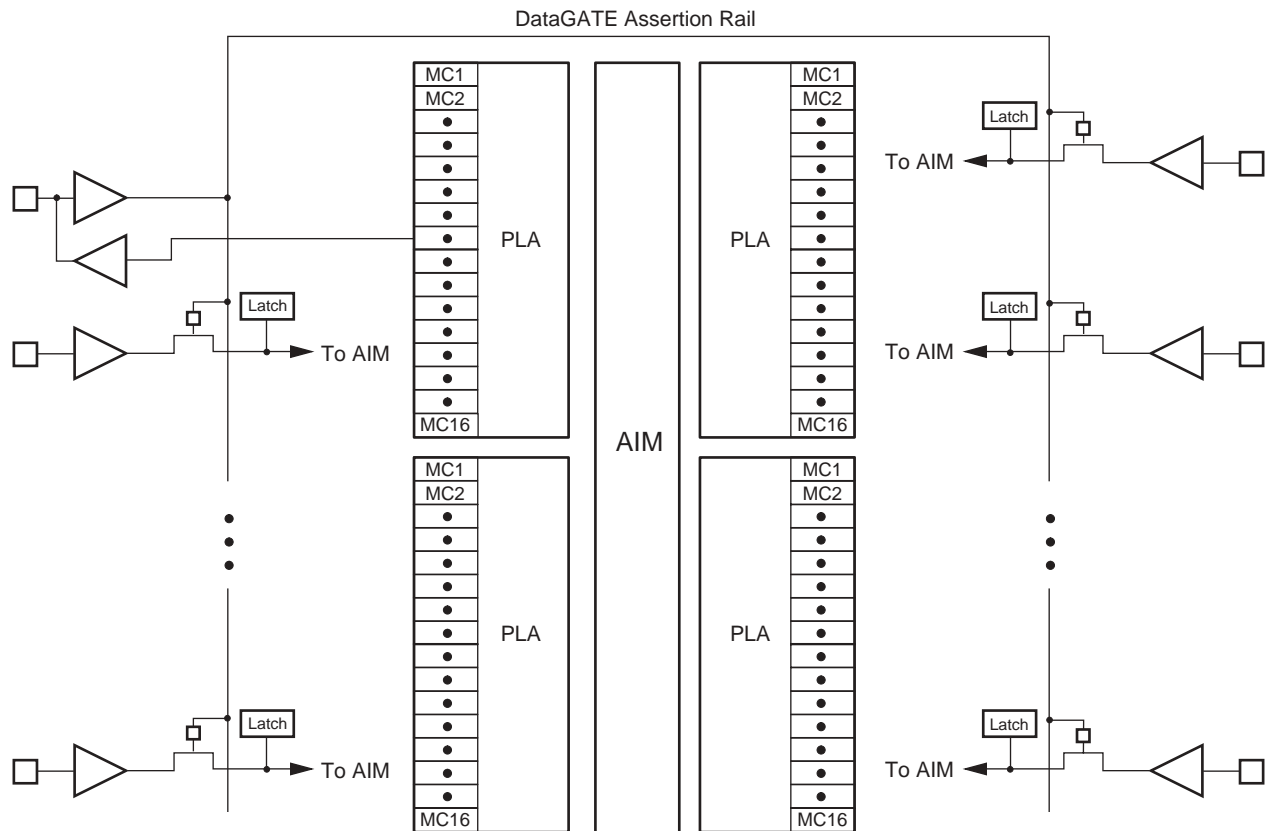 DataGATE Assertion Rail
MC1
MC2
PLA
MC16
MC1
MC2
PLA
MC16
AIM
MC1
MC2
PLA
MC16
MC1
MC2
PLA
MC16
Latch
To AIM
Latch
To AIM
Latch
To AIM
Latch
To AIM
Latch
To AIM